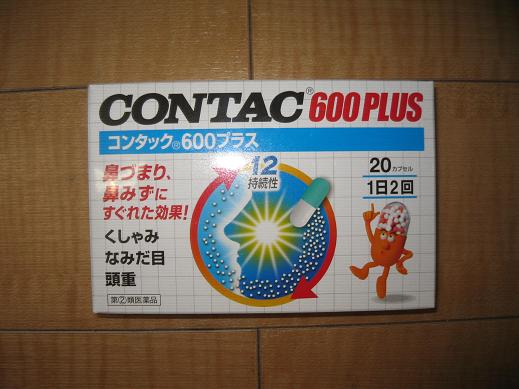 CONTAC® 600 PLUS
コンタック®600プラス
鼻づまり、
鼻みずに
すぐれた効果!
くしゃみ
なみだ目
頭重
指定②類医薬品
12
持続性
20カプセル
1日2回